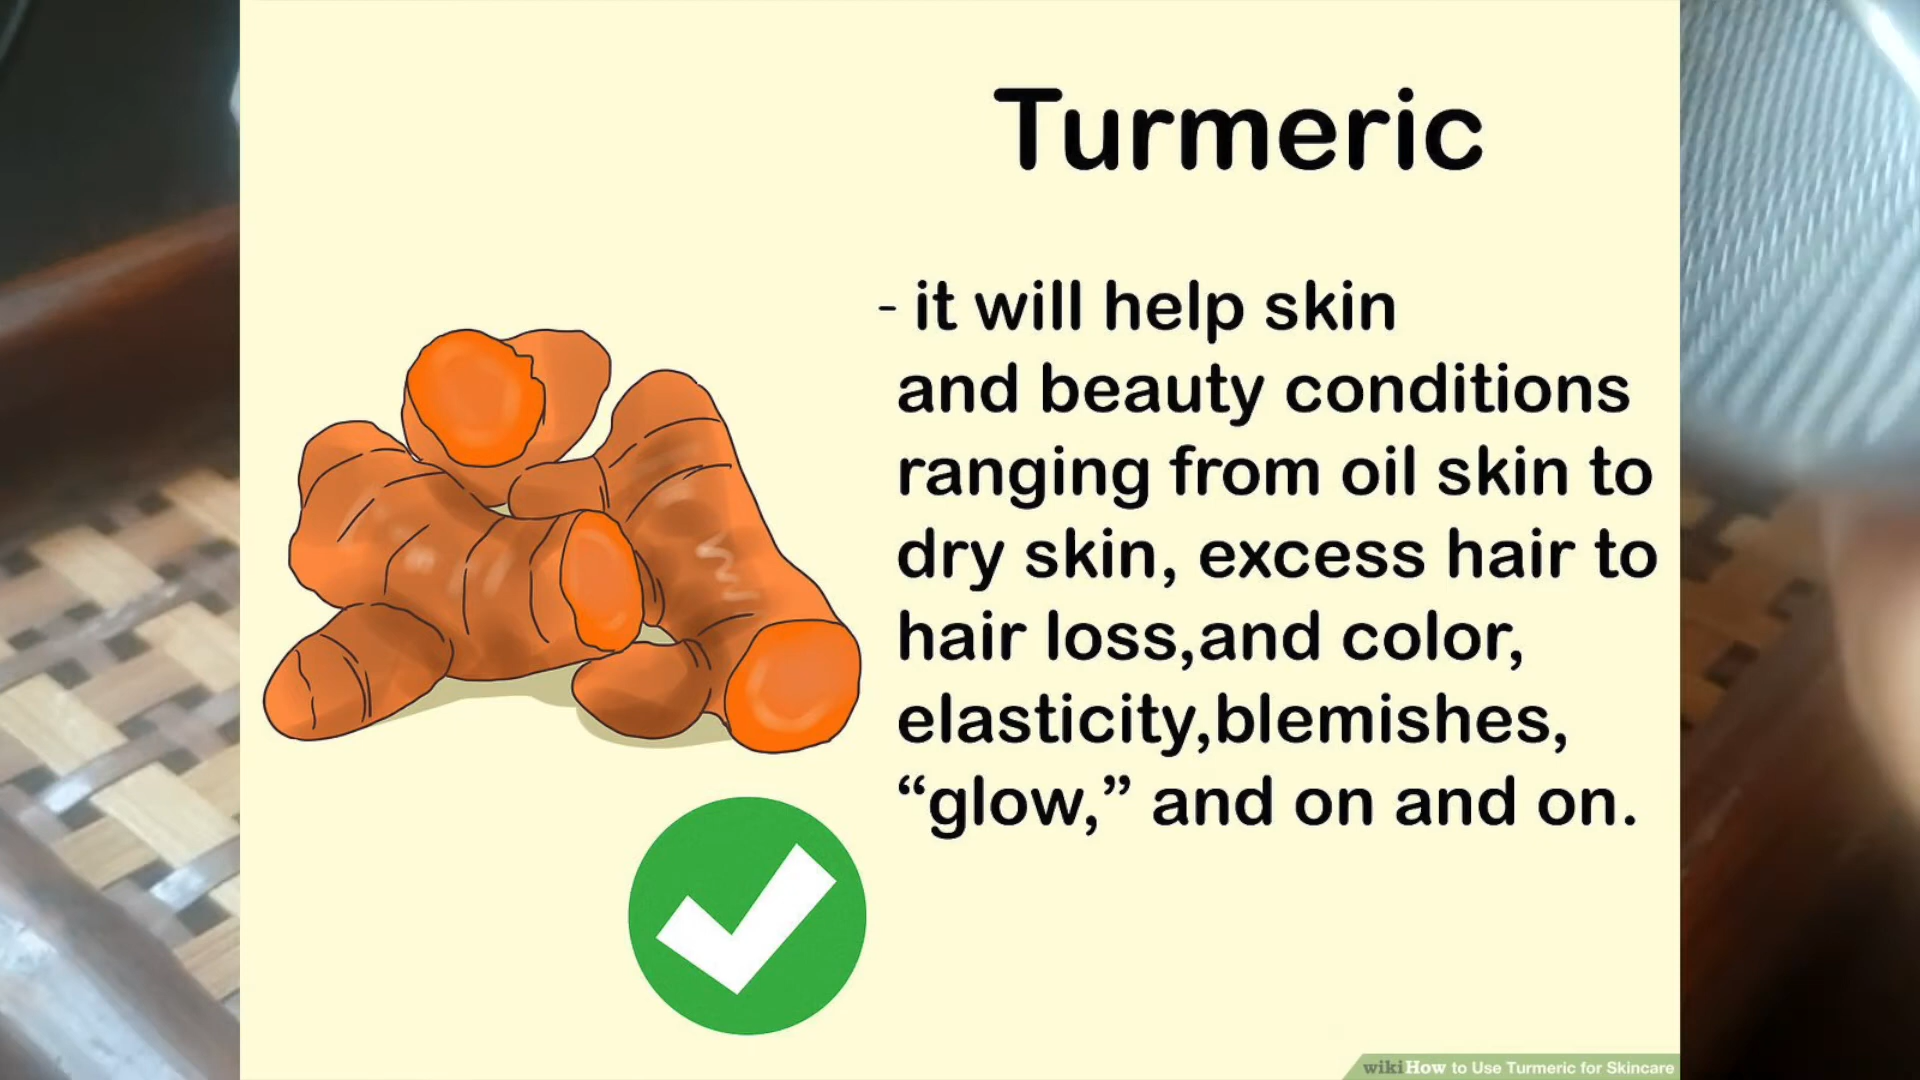 Turmeric
- it will help skin
and beauty conditions
ranging from oil skin to
dry skin, excess hair to
hair loss,and color,
elasticity,blemishes,
“glow,” and on and on.
wikiHow to Use Turmeric for Skincare